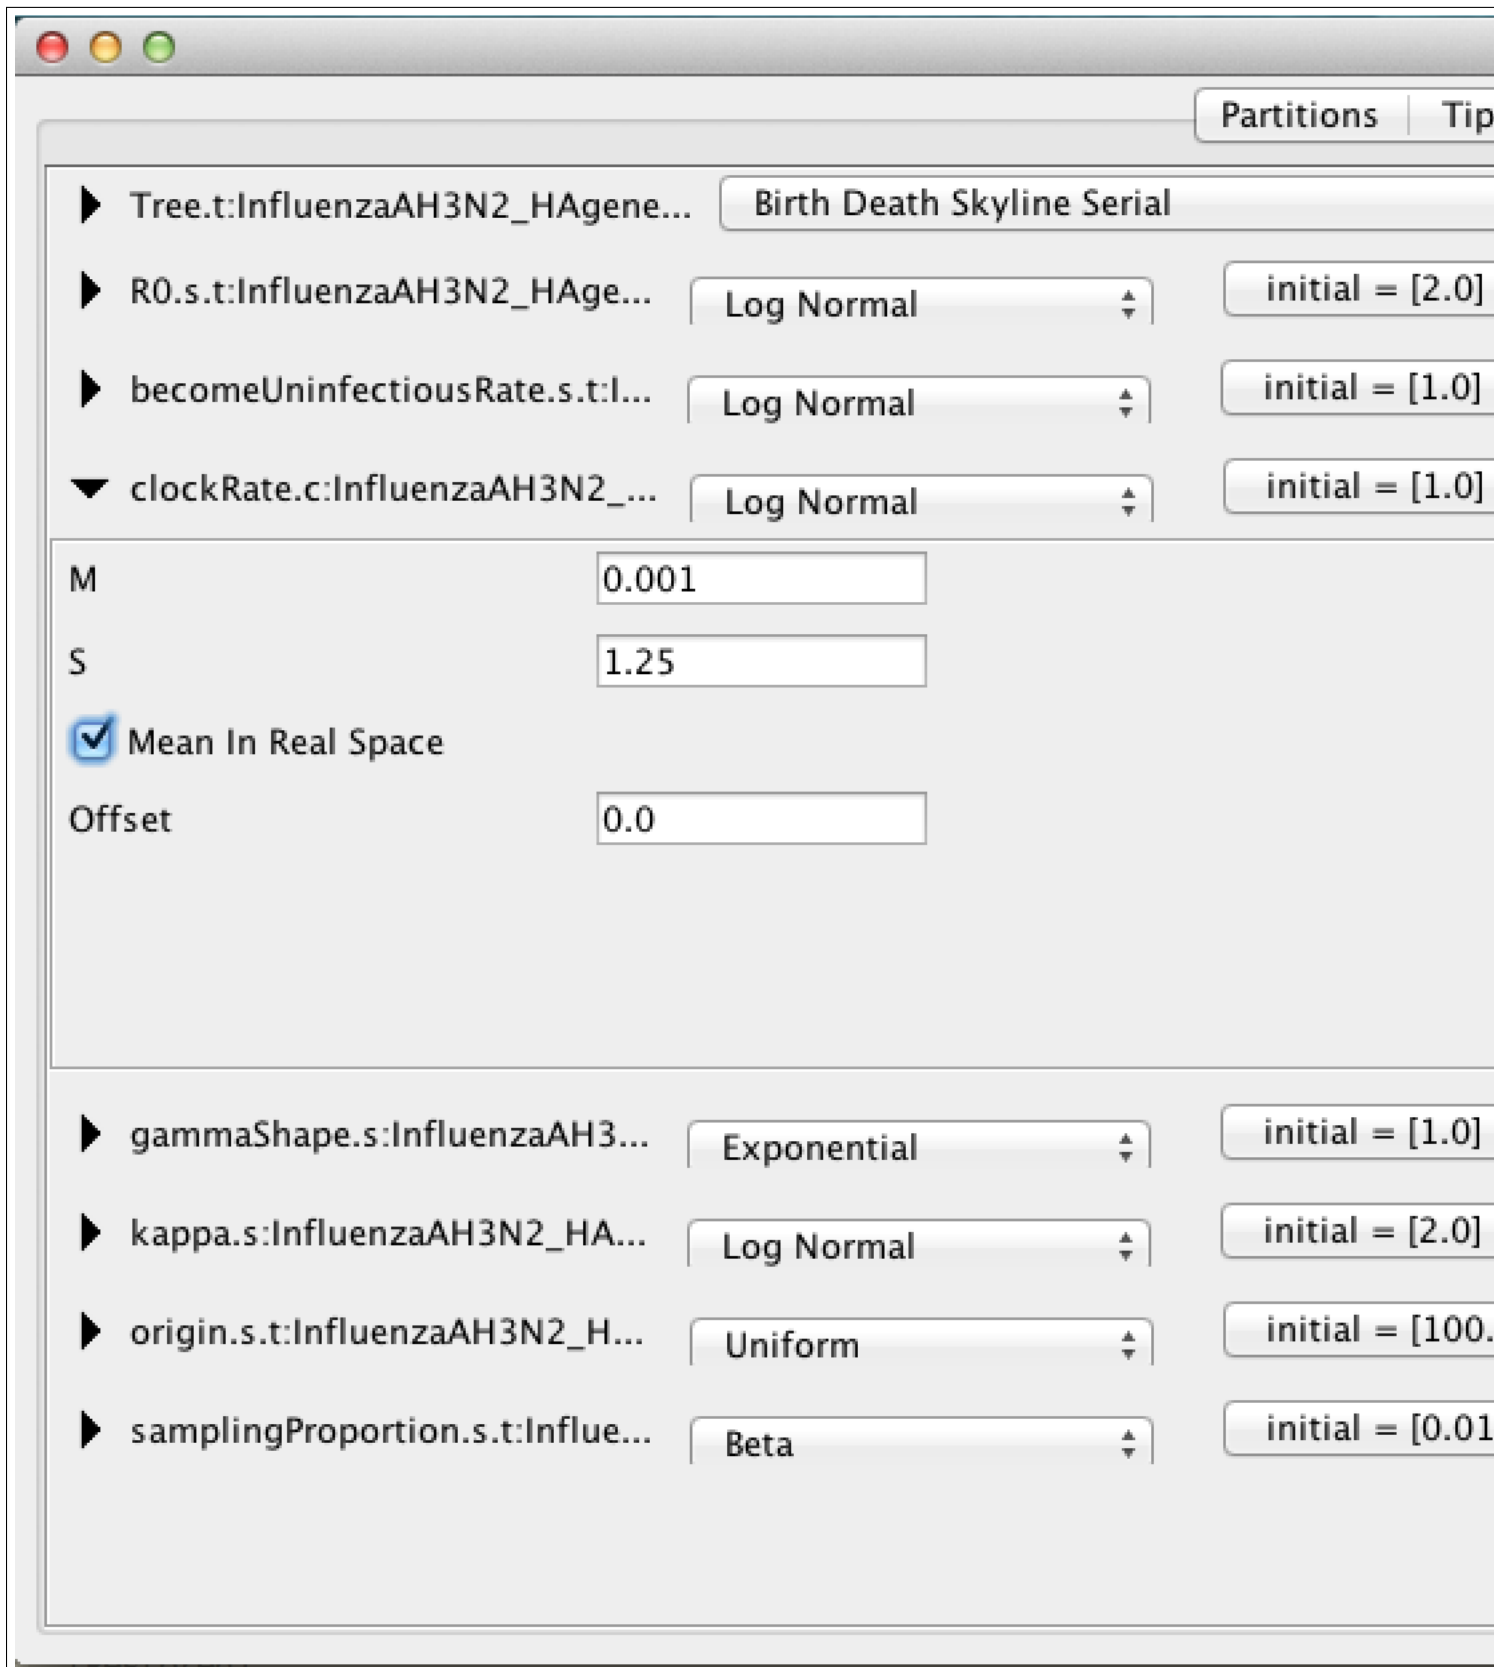 Partitions Tip
Tree.t:InfluenzaAH3N2_HAgene... Birth Death Skyline Serial
R0.s.t:InfluenzaAH3N2_HAge... Log Normal initial = [2.0]
becomeUninfectiousRate.s.t:I... Log Normal initial = [1.0]
clockRate.c:InfluenzaAH3N2_... Log Normal initial = [1.0]
M 0.001
S 1.25
Mean In Real Space
Offset 0.0
gammaShape.s:InfluenzaAH3... Exponential initial = [1.0]
kappa.s:InfluenzaAH3N2_HA... Log Normal initial = [2.0]
origin.s.t:InfluenzaAH3N2_H... Uniform initial = [100.
samplingProportion.s.t:Influe... Beta initial = [0.01